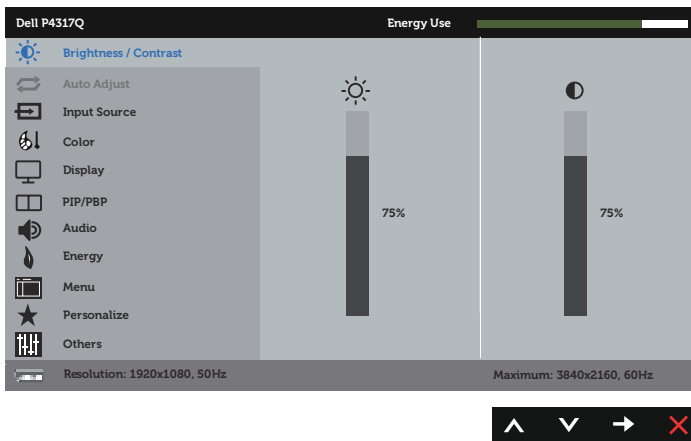 Dell P4317Q Energy Use
Brightness / Contrast
Auto Adjust
Input Source
Color
Display
PIP/PBP
75% 75%
Audio
Energy
Menu
Personalize
Others
Resolution: 1920x1080, 50Hz Maximum: 3840x2160, 60Hz